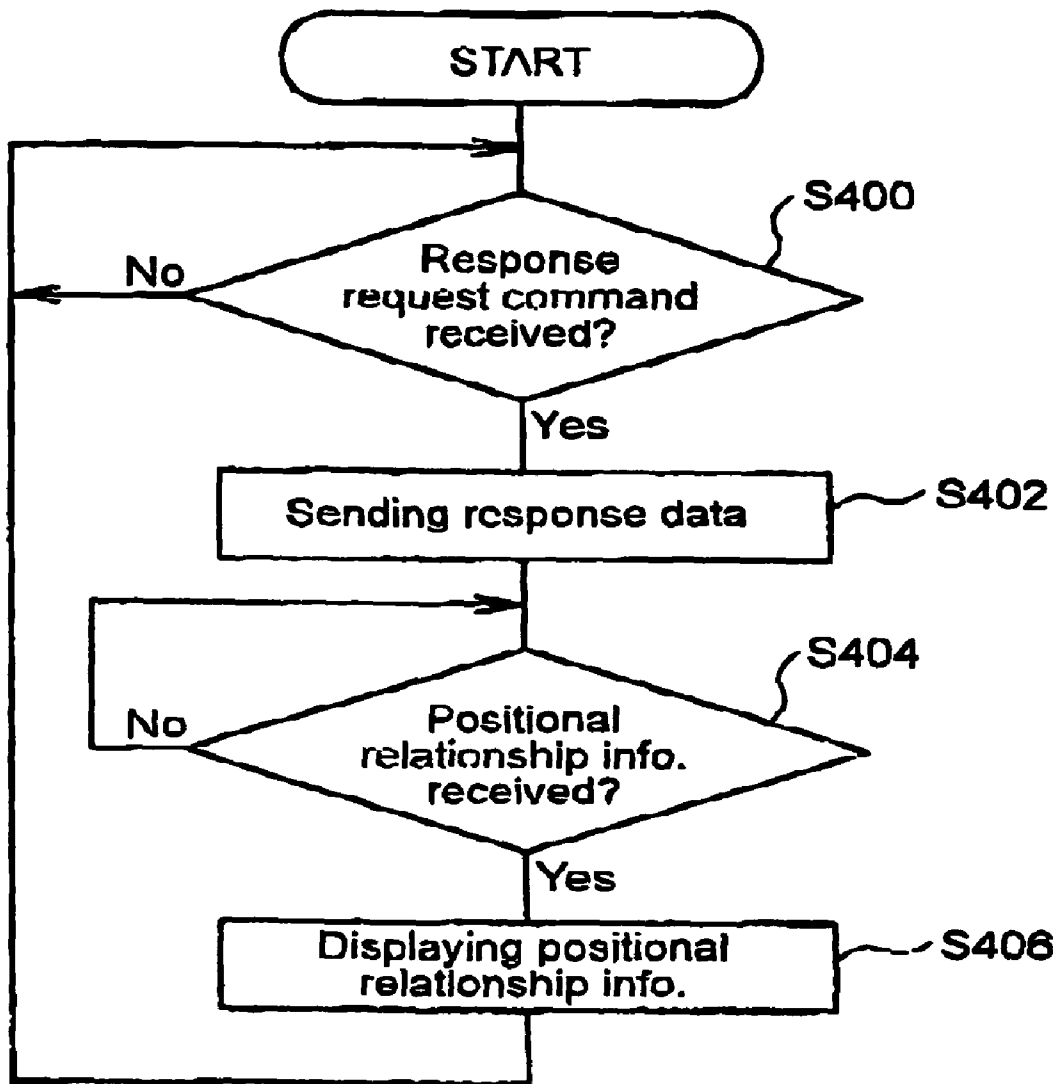 START
S400
Response
request command
received?
No
Yes
Sending response data
S402
S404
Positional
relationship info.
received?
No
Yes
Displaying positional
relationship info.
S406